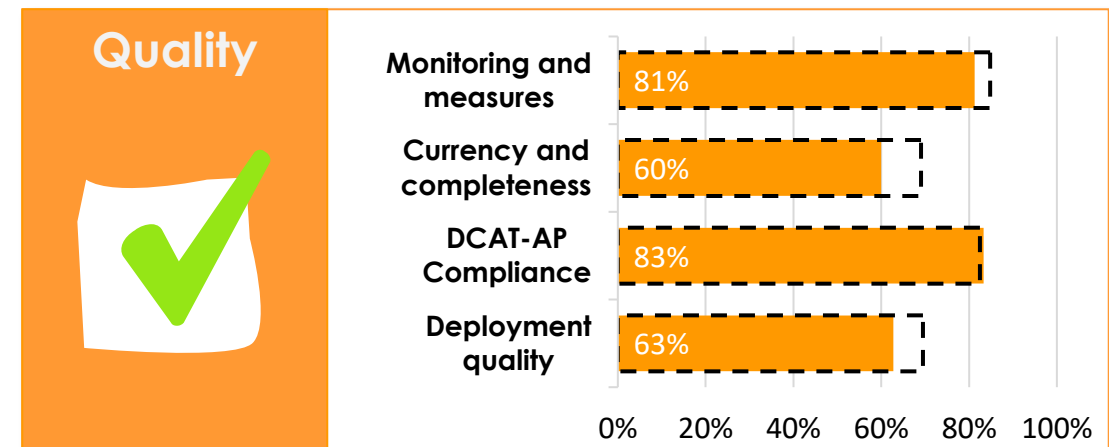 Quality
Monitoring and
measures
81%
Currency and
completeness
60%
DCAT-AP
Compliance
83%
Deployment
quality
63%
0% 20% 40% 60% 80% 100%